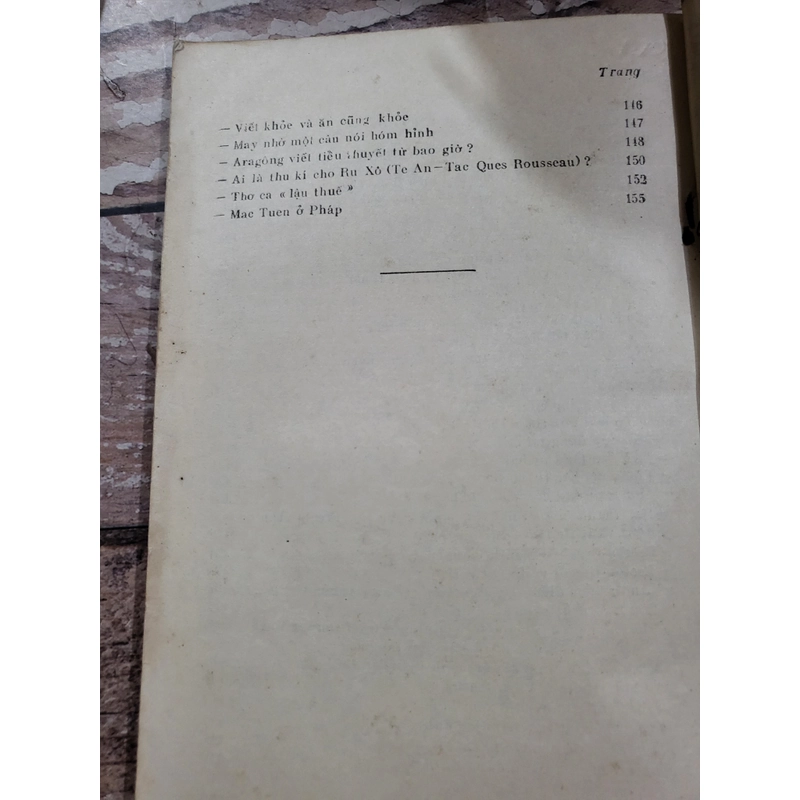 Trang
— Viết khỏe và ăn cũng khỏe 146
— May nhờ một câu nói hóm hỉnh 147
— Aragông viết tiểu thuyết từ bao giờ ? 148
— Ai là thu kí cho Ru Xô (Te An—Tac Ques Rousseau) ? 150
— Thơ ca « lậu thuế » 152
— Mac Tuen ở Pháp 155